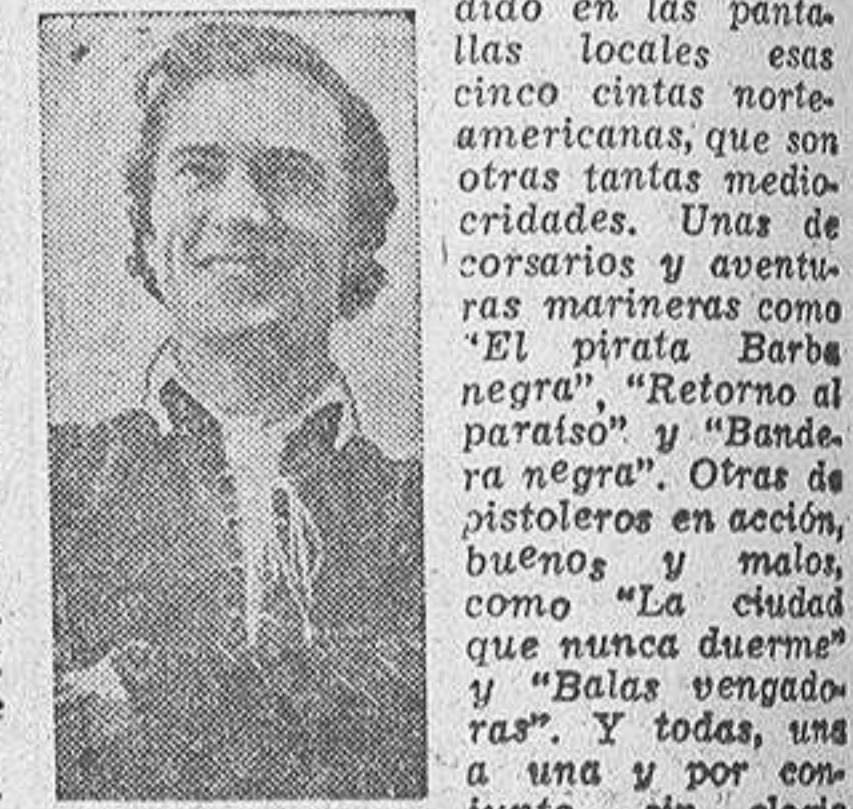 dido en las panta-
llas locales esas
cinco cintas norte-
americanas, que son
otras tantas medio-
cridades. Unas de
corsarios y aventu-
ras marineras como
"El pirata Barba
negra", "Retorno al
paraíso" y "Bande-
ra negra". Otras de
pistoleros en acción,
buenos y malos,
como "La ciudad
que nunca duerme"
y "Balas vengado-
ras". Y todas, una
a una y por con-